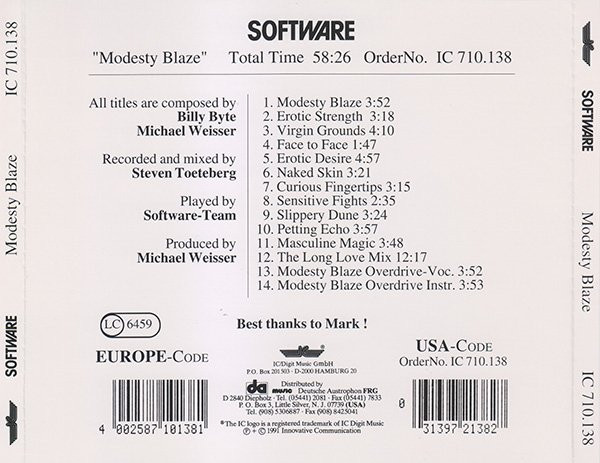 SOFTWARE
"Modesty Blaze" Total Time 58:26 OrderNo. IC 710.138
All titles are composed by
Billy Byte
Michael Weisser
Recorded and mixed by
Steven Toeteberg
Played by
Software-Team
Produced by
Michael Weisser
1. Modesty Blaze 3:52
2. Erotic Strength 3:18
3. Virgin Grounds 4:10
4. Face to Face 1:47
5. Erotic Desire 4:57
6. Naked Skin 3:21
7. Curious Fingertips 3:15
8. Sensitive Fights 2:35
9. Slippery Dune 3:24
10. Petting Echo 3:57
11. Masculine Magic 3:48
12. The Long Love Mix 12:17
13. Modesty Blaze Overdrive-Voc. 3:52
14. Modesty Blaze Overdrive Instr. 3:53
LC 6459
Best thanks to Mark !
EUROPE-CODE
IC/Digit Music GmbH
P.O. Box 201503 - D-2000 HAMBURG 20
USA-CODE
OrderNo. IC 710.138
Distributed by
da music Deutsche Austrophon FRG
D 2840 Diepholz · Tel. (05441) 2081 · Fax (05441) 7833
P.O. Box 3, Little Silver, N. J. 07739 (USA)
Tel. (908) 5306887 · Fax (908) 8425041
*The IC logo is a registered trademark of IC Digit Music
℗ + © 1991 Innovative Communication
4 002587 101381
0 31397 21382
SOFTWARE Modesty Blaze IC 710.138
SOFTWARE Modesty Blaze IC 710.138